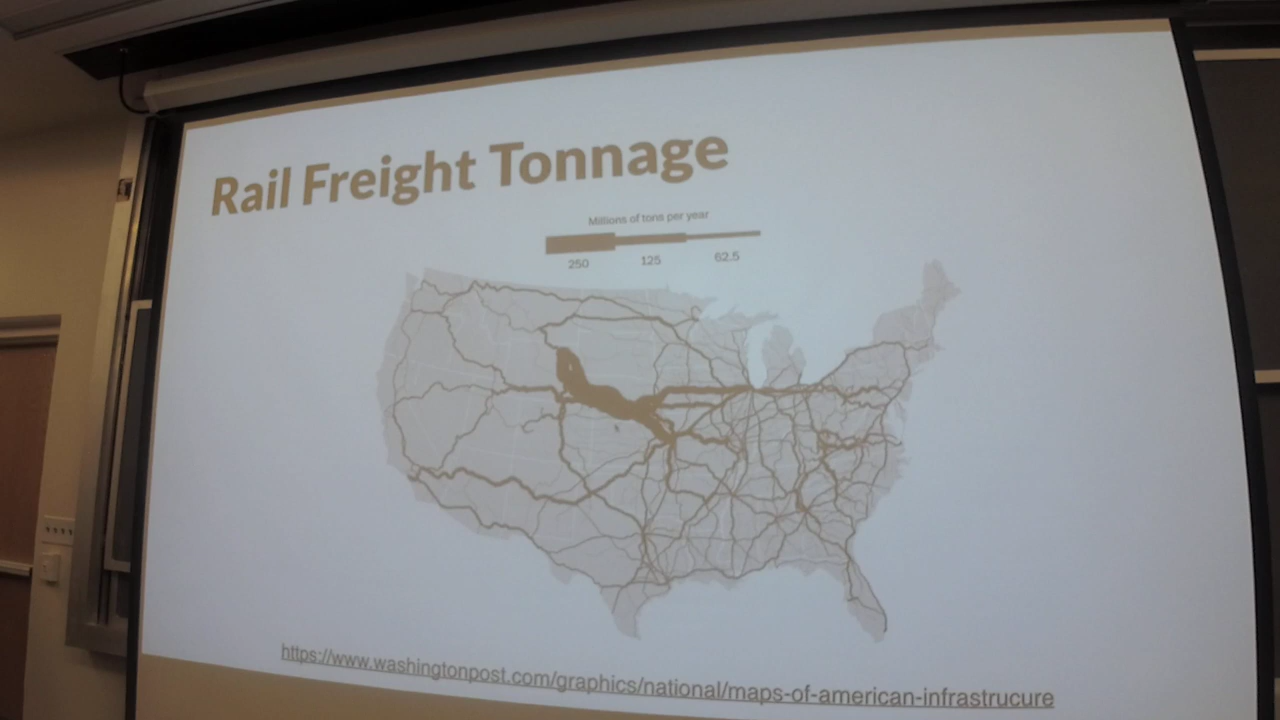 Rail Freight Tonnage
Millions of tons per year
250 125 62.5
https://www.washingtonpost.com/graphics/national/maps-of-american-infrastrucure